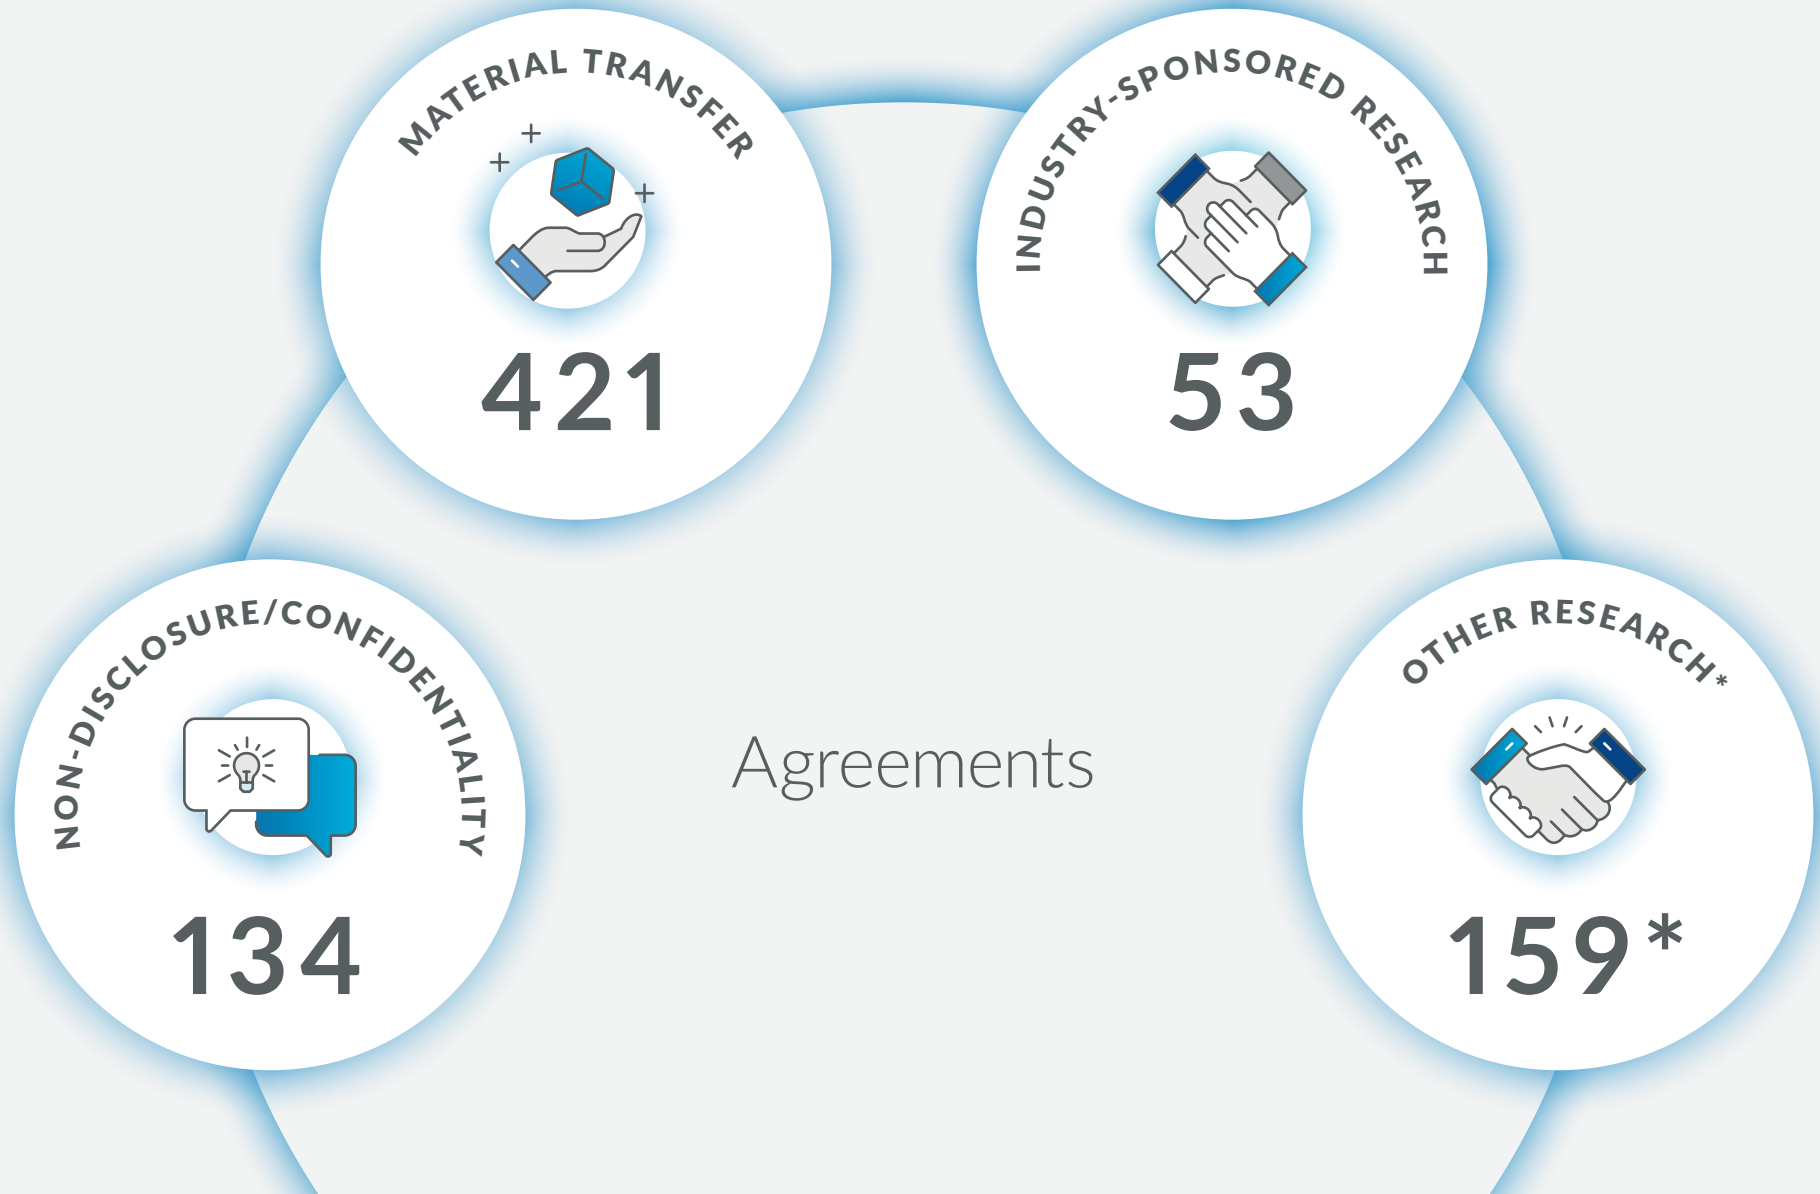 MATERIAL TRANSFER
421
INDUSTRY-SPONSORED RESEARCH
53
NON-DISCLOSURE/CONFIDENTIALITY
134
Agreements
OTHER RESEARCH*
159*